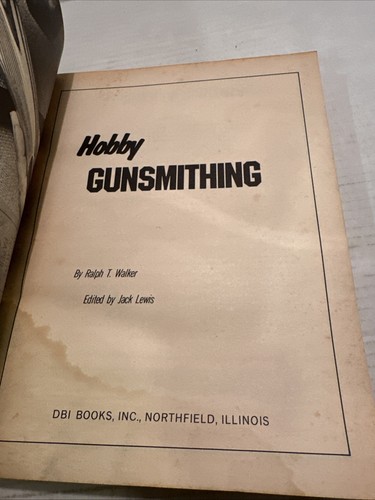 Hobby
GUNSMITHING
By Ralph T. Walker
Edited by Jack Lewis
DBI BOOKS, INC., NORTHFIELD, ILLINOIS